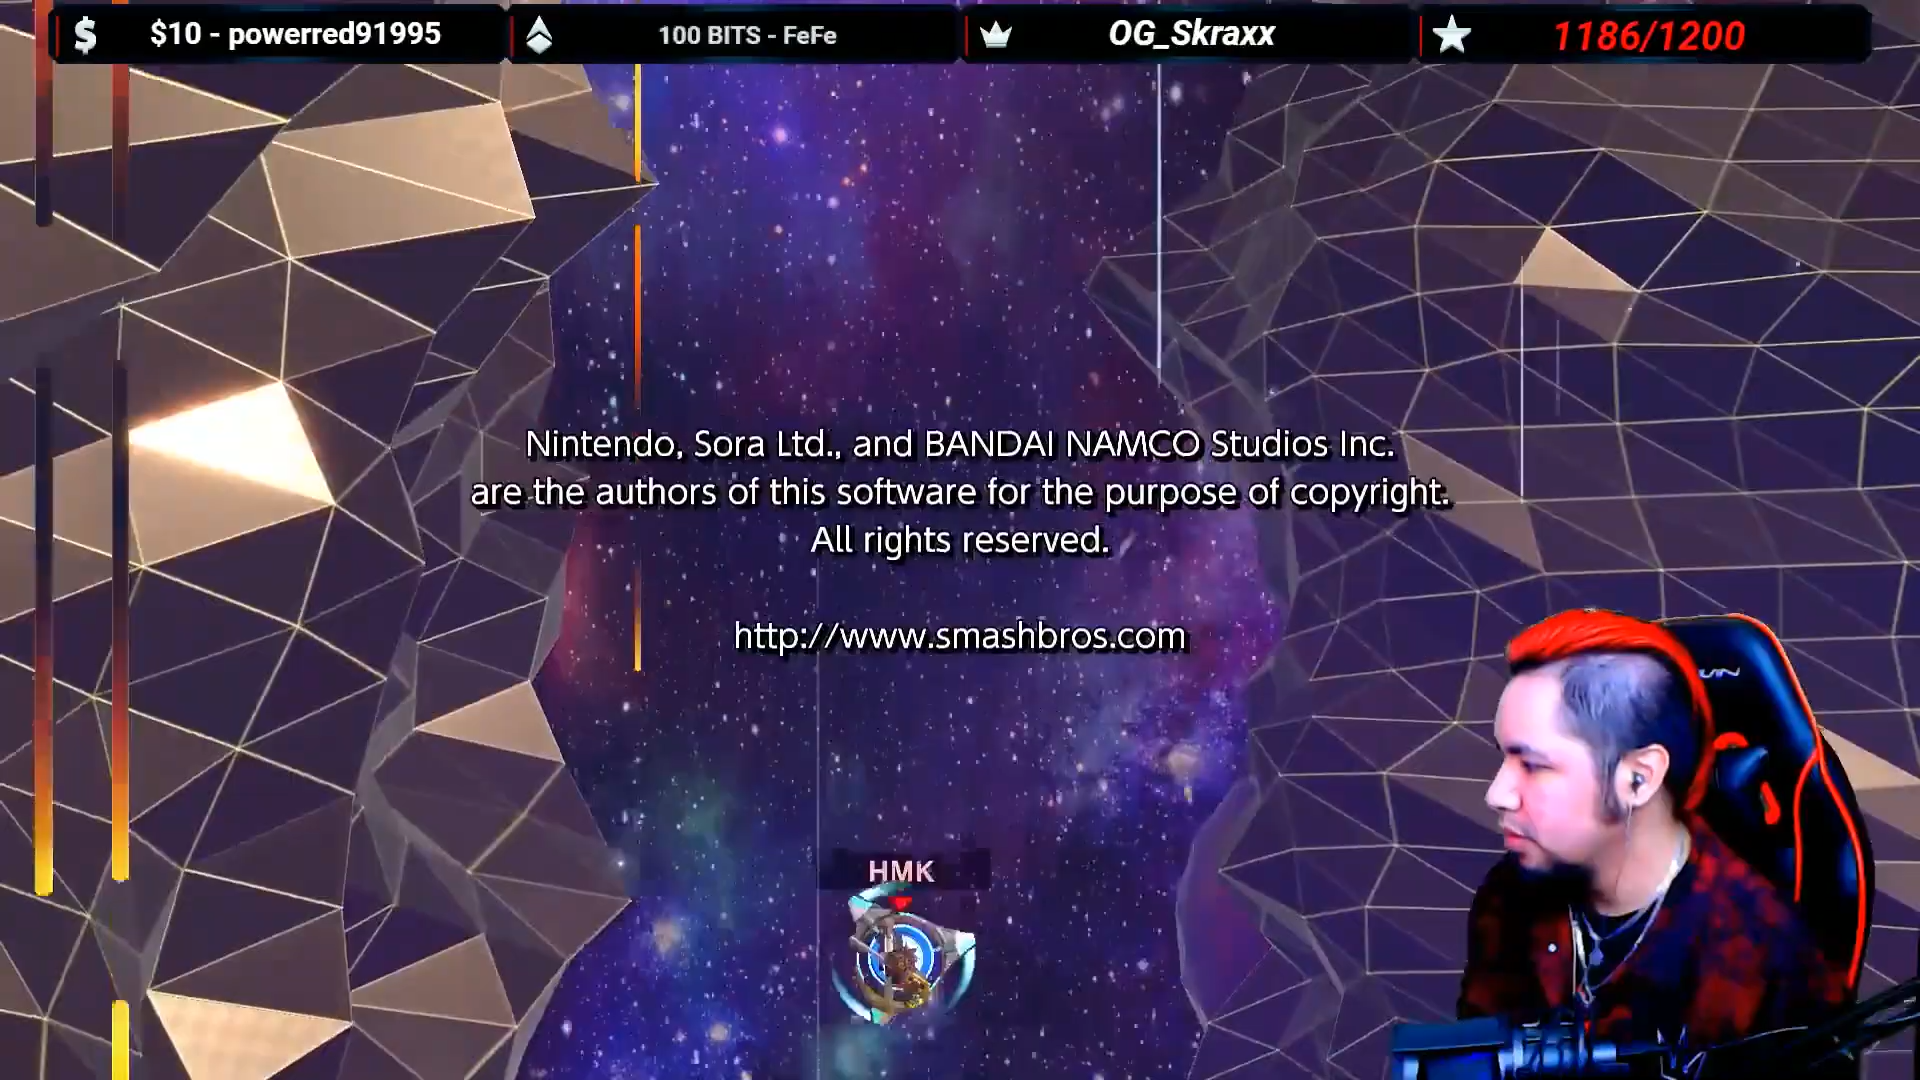 $10 - powerred91995
100 BITS - FeFe
OG_Skraxx
1186/1200
Nintendo, Sora Ltd., and BANDAI NAMCO Studios Inc.
are the authors of this software for the purpose of copyright.
All rights reserved.
http://www.smashbros.com
HMK